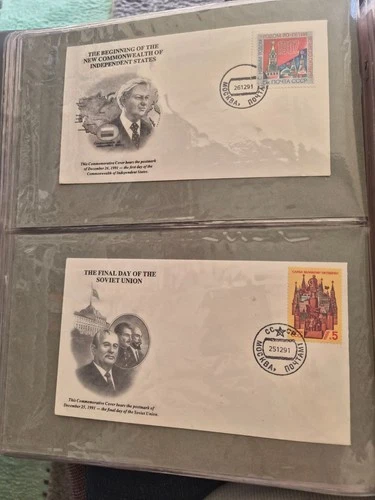 THE BEGINNING OF THE
NEW COMMONWEALTH OF
INDEPENDENT STATES
ПОЧТА СССР
261291
МОСКВА ПОЧТАМТ
This Commemorative Cover bears the postmark
of December 26, 1991 — the first day of the
Commonwealth of Independent States.
THE FINAL DAY OF THE
SOVIET UNION
5
СССР
251291
МОСКВА ПОЧТАМТ
This Commemorative Cover bears the postmark of
December 25, 1991 — the final day of the Soviet Union.